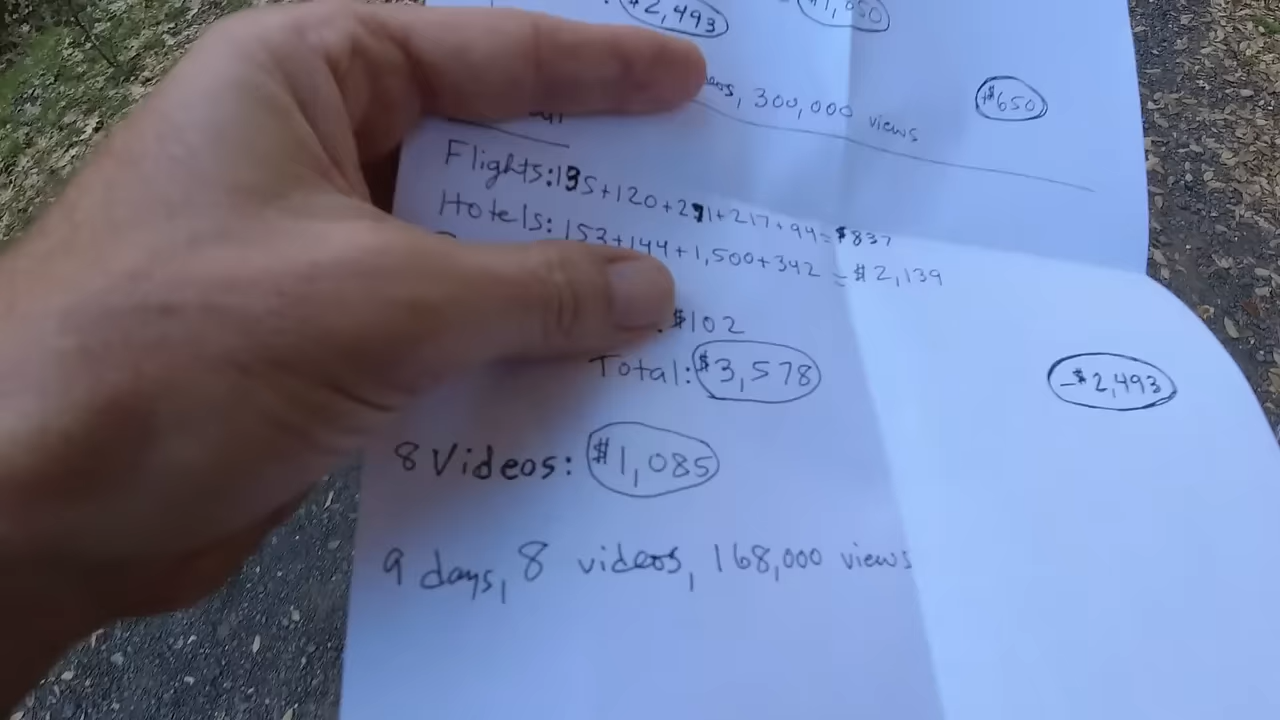 $2,493
+$650
, 300,000 views
Flights: 135+120+271+217+94=$837
Hotels: 153+144+1,500+342 = $2,139
$102
Total: $3,578
-$2,493
8 Videos: $1,085
9 days, 8 videos, 168,000 views